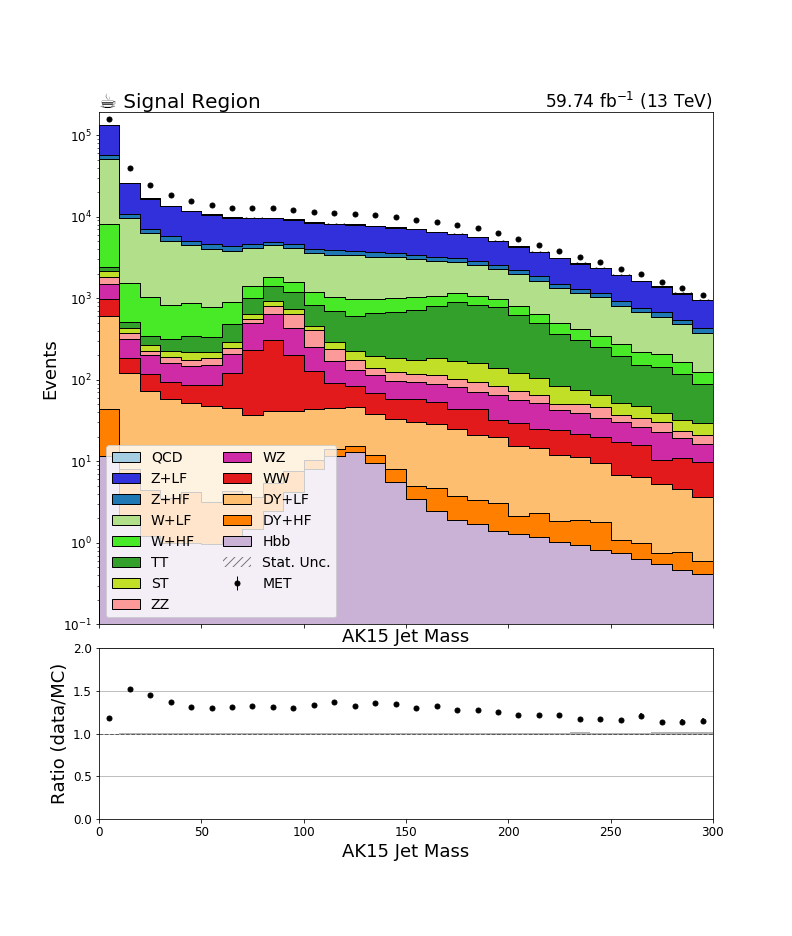 ☕ Signal Region 59.74 fb⁻¹ (13 TeV)
Events
10⁵
10⁴
10³
10²
10¹
10⁰
10⁻¹
QCD
Z+LF
Z+HF
W+LF
W+HF
TT
ST
ZZ
WZ
WW
DY+LF
DY+HF
Hbb
Stat. Unc.
MET
AK15 Jet Mass
Ratio (data/MC)
2.0
1.5
1.0
0.5
0.0
0 50 100 150 200 250 300
AK15 Jet Mass